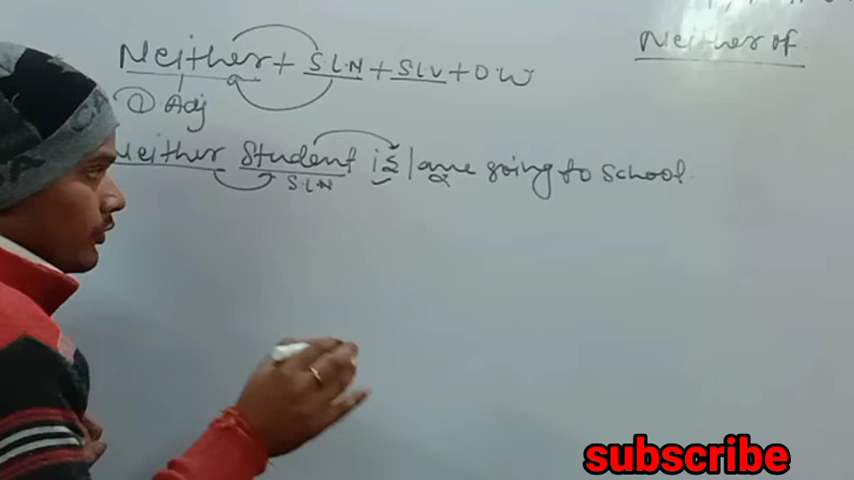 Neither of
Neither + S.L.N + S.L.V + O.W
① Adj
Neither Student is | are going to School.
S.L.N
subscribe